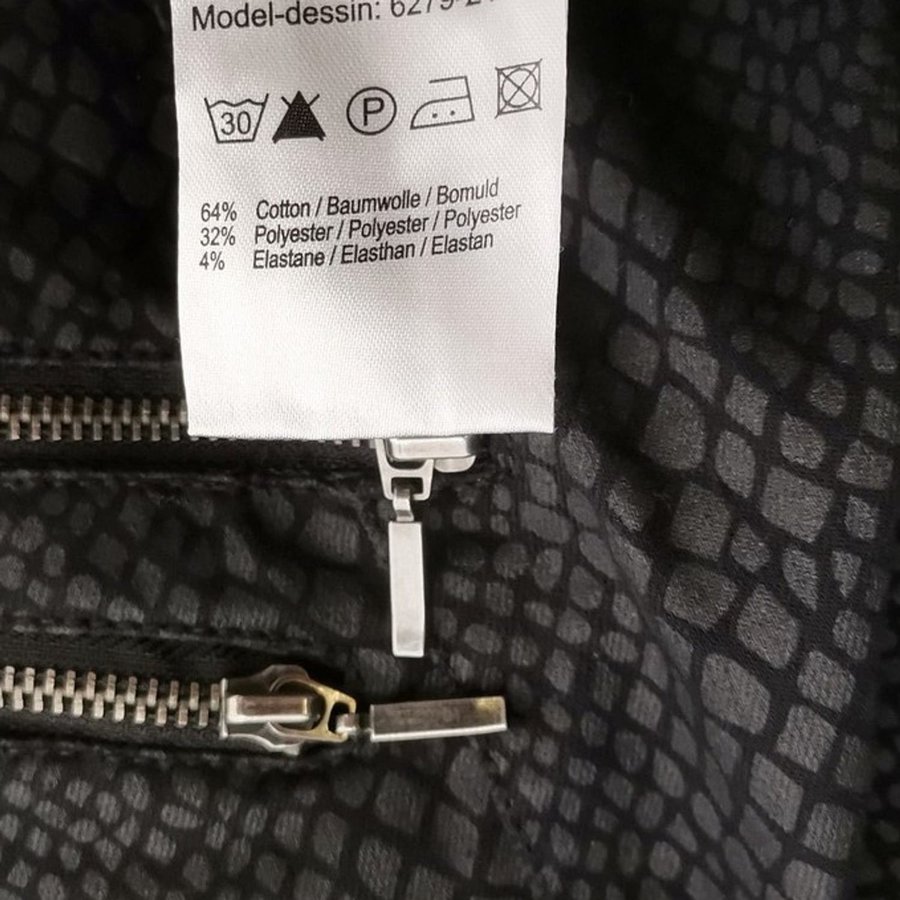 Model-dessin:
30 P
64% Cotton / Baumwolle / Bomuld
32% Polyester / Polyester / Polyester
4% Elastane / Elasthan / Elastan